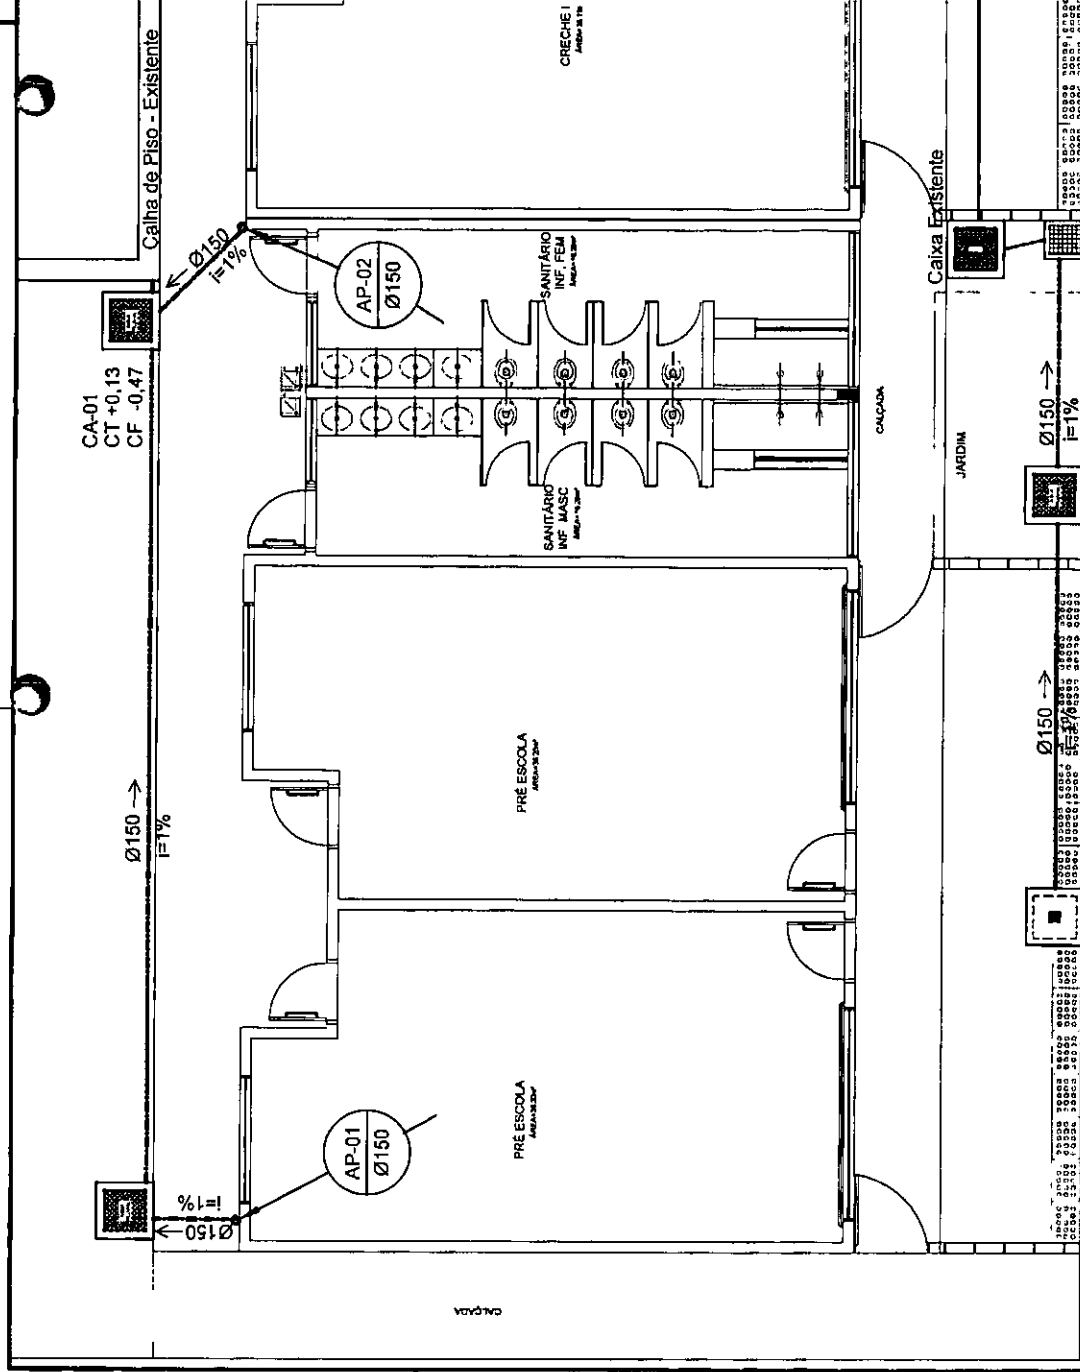 Calha de Piso - Existente
CRECHE I
Ø150
i=1%
CA-01
CT +0,13
CF -0,47
AP-02
Ø150
SANITÁRIO
INF. FEM
Caixa Existente
CALÇADA
JARDIM
Ø150
i=1%
SANITÁRIO
INF. MASC
Ø150
i=1%
PRÉ ESCOLA
Ø150
i=1%
PRÉ ESCOLA
AP-01
Ø150
i=1%
Ø150
CALÇADA